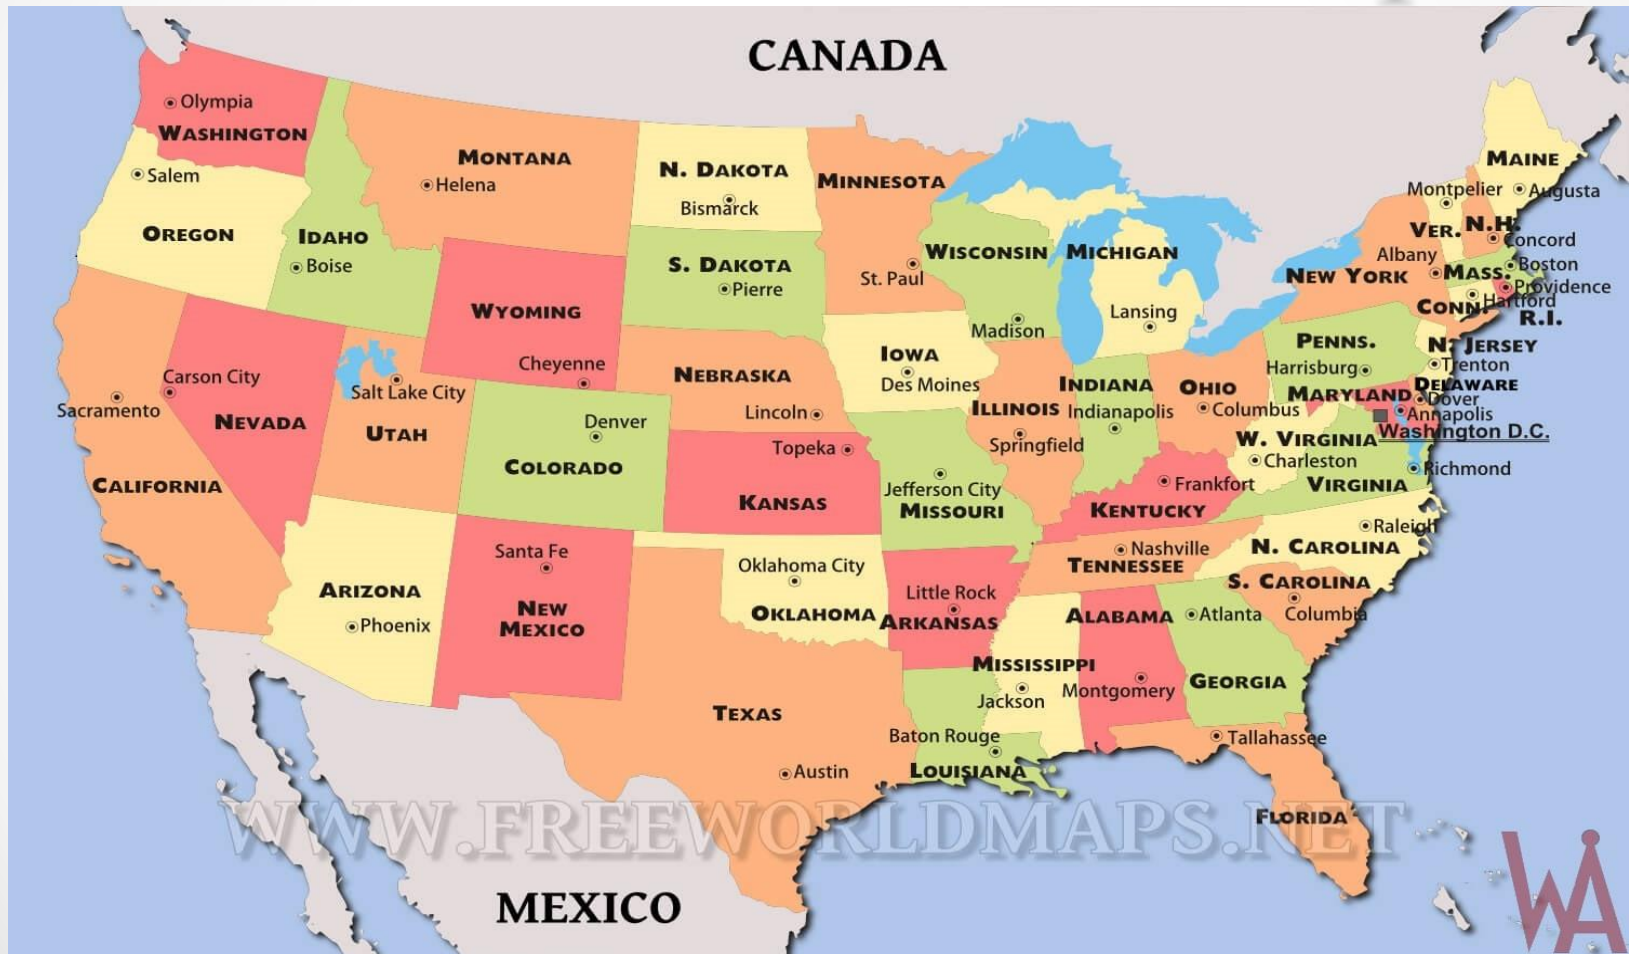 CANADA
Olympia
WASHINGTON
Salem
OREGON
IDAHO
Boise
MONTANA
Helena
N. DAKOTA
Bismarck
S. DAKOTA
Pierre
MINNESOTA
St. Paul
WISCONSIN
Madison
MICHIGAN
Lansing
MAINE
Augusta
Montpelier
VER.
N.H.
Concord
Albany
NEW YORK
MASS.
Boston
Providence
Hartford
CONN.
R.I.
WYOMING
Cheyenne
NEBRASKA
Lincoln
IOWA
Des Moines
ILLINOIS
Springfield
INDIANA
Indianapolis
OHIO
Columbus
PENNS.
Harrisburg
N. JERSEY
Trenton
MARYLAND
DELAWARE
Dover
Annapolis
Washington D.C.
Sacramento
CALIFORNIA
Carson City
NEVADA
Salt Lake City
UTAH
Denver
COLORADO
Topeka
KANSAS
Jefferson City
MISSOURI
Frankfort
KENTUCKY
W. VIRGINIA
Charleston
Richmond
VIRGINIA
ARIZONA
Phoenix
Santa Fe
NEW
MEXICO
Oklahoma City
OKLAHOMA
Little Rock
ARKANSAS
Nashville
TENNESSEE
Raleigh
N. CAROLINA
S. CAROLINA
Columbia
TEXAS
Austin
MISSISSIPPI
Jackson
ALABAMA
Montgomery
Atlanta
GEORGIA
Baton Rouge
LOUISIANA
Tallahassee
FLORIDA
WWW.FREEWORLDMAPS.NET
MEXICO
WA